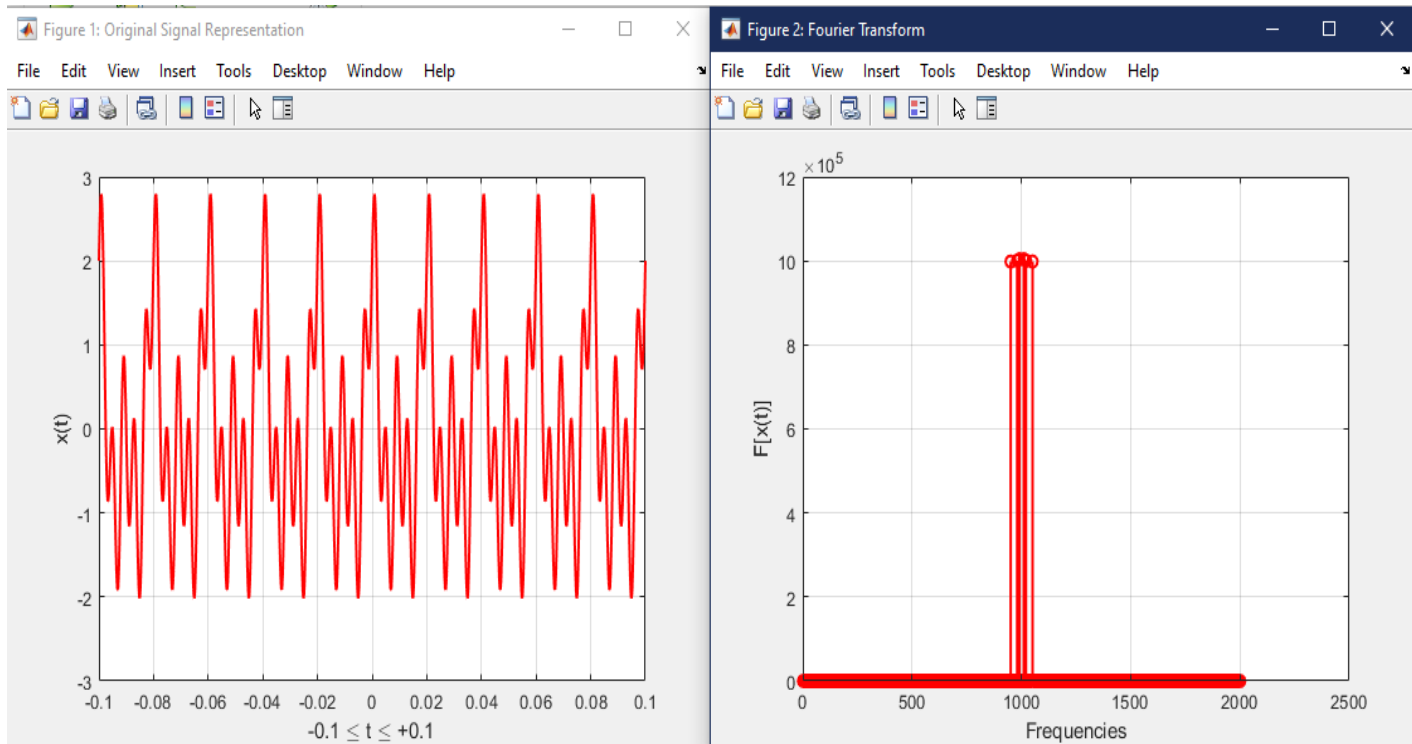 Figure 1: Original Signal Representation
File Edit View Insert Tools Desktop Window Help
3
2
1
0
-1
-2
-3
x(t)
-0.1 -0.08 -0.06 -0.04 -0.02 0 0.02 0.04 0.06 0.08 0.1
-0.1 ≤ t ≤ +0.1
Figure 2: Fourier Transform
File Edit View Insert Tools Desktop Window Help
×10⁵
12
10
8
6
4
2
0
F[x(t)]
0 500 1000 1500 2000 2500
Frequencies